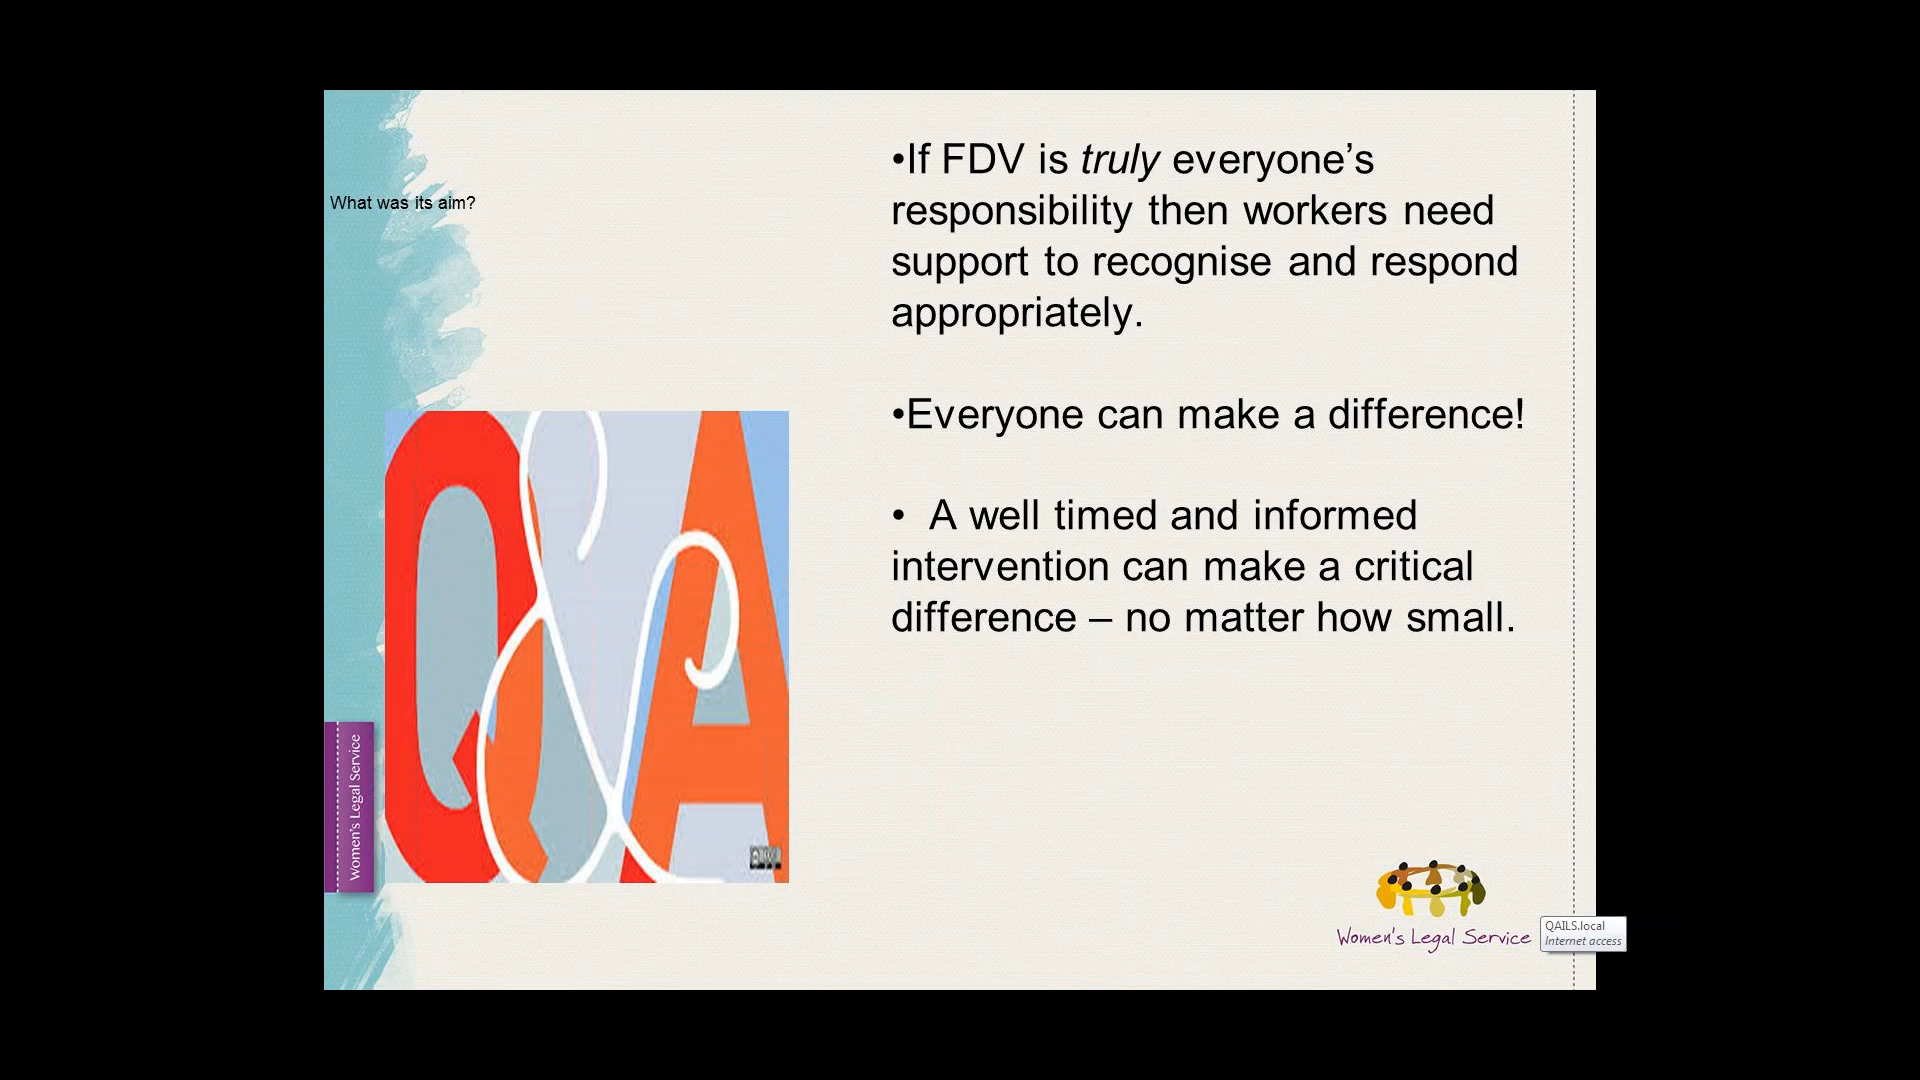 What was its aim?
•If FDV is truly everyone’s
responsibility then workers need
support to recognise and respond
appropriately.
•Everyone can make a difference!
• A well timed and informed
intervention can make a critical
difference – no matter how small.
Q&A
Women's Legal Service
Women's Legal Service
QAILS.local
Internet access